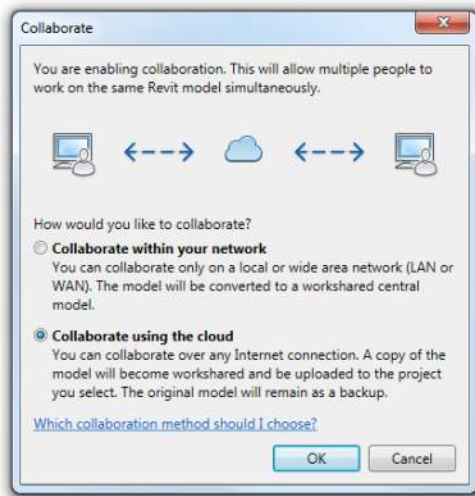 Collaborate
You are enabling collaboration. This will allow multiple people to
work on the same Revit model simultaneously.
How would you like to collaborate?
Collaborate within your network
You can collaborate only on a local or wide area network (LAN or
WAN). The model will be converted to a workshared central
model.
Collaborate using the cloud
You can collaborate over any Internet connection. A copy of the
model will become workshared and be uploaded to the project
you select. The original model will remain as a backup.
Which collaboration method should I choose?
OK Cancel